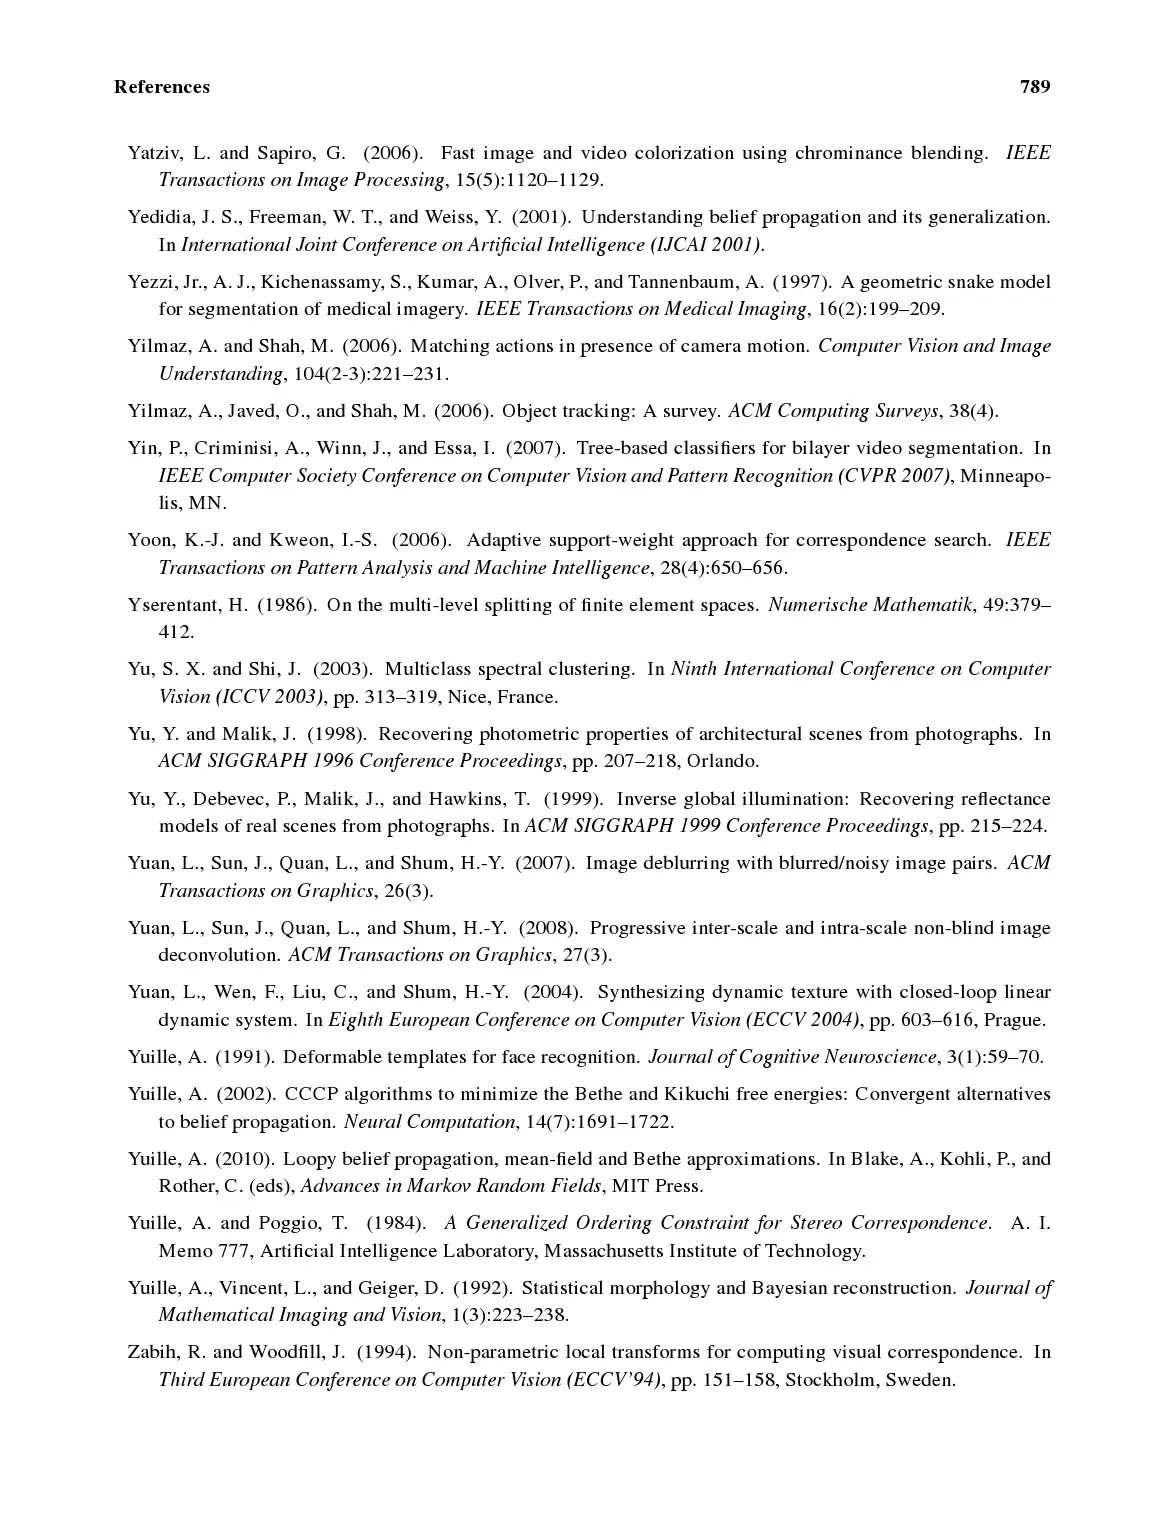 References 789
Yatziv, L. and Sapiro, G. (2006). Fast image and video colorization using chrominance blending. IEEE
Transactions on Image Processing, 15(5):1120–1129.
Yedidia, J. S., Freeman, W. T., and Weiss, Y. (2001). Understanding belief propagation and its generalization.
In International Joint Conference on Artificial Intelligence (IJCAI 2001).
Yezzi, Jr., A. J., Kichenassamy, S., Kumar, A., Olver, P., and Tannenbaum, A. (1997). A geometric snake model
for segmentation of medical imagery. IEEE Transactions on Medical Imaging, 16(2):199–209.
Yilmaz, A. and Shah, M. (2006). Matching actions in presence of camera motion. Computer Vision and Image
Understanding, 104(2-3):221–231.
Yilmaz, A., Javed, O., and Shah, M. (2006). Object tracking: A survey. ACM Computing Surveys, 38(4).
Yin, P., Criminisi, A., Winn, J., and Essa, I. (2007). Tree-based classifiers for bilayer video segmentation. In
IEEE Computer Society Conference on Computer Vision and Pattern Recognition (CVPR 2007), Minneapo-
lis, MN.
Yoon, K.-J. and Kweon, I.-S. (2006). Adaptive support-weight approach for correspondence search. IEEE
Transactions on Pattern Analysis and Machine Intelligence, 28(4):650–656.
Yserentant, H. (1986). On the multi-level splitting of finite element spaces. Numerische Mathematik, 49:379–
412.
Yu, S. X. and Shi, J. (2003). Multiclass spectral clustering. In Ninth International Conference on Computer
Vision (ICCV 2003), pp. 313–319, Nice, France.
Yu, Y. and Malik, J. (1998). Recovering photometric properties of architectural scenes from photographs. In
ACM SIGGRAPH 1996 Conference Proceedings, pp. 207–218, Orlando.
Yu, Y., Debevec, P., Malik, J., and Hawkins, T. (1999). Inverse global illumination: Recovering reflectance
models of real scenes from photographs. In ACM SIGGRAPH 1999 Conference Proceedings, pp. 215–224.
Yuan, L., Sun, J., Quan, L., and Shum, H.-Y. (2007). Image deblurring with blurred/noisy image pairs. ACM
Transactions on Graphics, 26(3).
Yuan, L., Sun, J., Quan, L., and Shum, H.-Y. (2008). Progressive inter-scale and intra-scale non-blind image
deconvolution. ACM Transactions on Graphics, 27(3).
Yuan, L., Wen, F., Liu, C., and Shum, H.-Y. (2004). Synthesizing dynamic texture with closed-loop linear
dynamic system. In Eighth European Conference on Computer Vision (ECCV 2004), pp. 603–616, Prague.
Yuille, A. (1991). Deformable templates for face recognition. Journal of Cognitive Neuroscience, 3(1):59–70.
Yuille, A. (2002). CCCP algorithms to minimize the Bethe and Kikuchi free energies: Convergent alternatives
to belief propagation. Neural Computation, 14(7):1691–1722.
Yuille, A. (2010). Loopy belief propagation, mean-field and Bethe approximations. In Blake, A., Kohli, P., and
Rother, C. (eds), Advances in Markov Random Fields, MIT Press.
Yuille, A. and Poggio, T. (1984). A Generalized Ordering Constraint for Stereo Correspondence. A. I.
Memo 777, Artificial Intelligence Laboratory, Massachusetts Institute of Technology.
Yuille, A., Vincent, L., and Geiger, D. (1992). Statistical morphology and Bayesian reconstruction. Journal of
Mathematical Imaging and Vision, 1(3):223–238.
Zabih, R. and Woodfill, J. (1994). Non-parametric local transforms for computing visual correspondence. In
Third European Conference on Computer Vision (ECCV'94), pp. 151–158, Stockholm, Sweden.